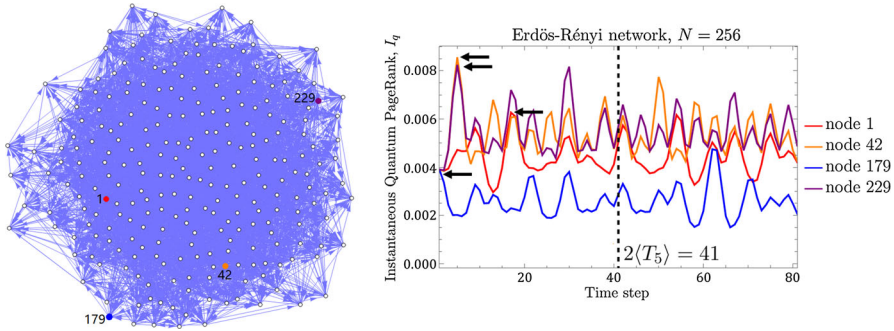 229
1
42
179
Erdös-Rényi network, N = 256
Instantaneous Quantum PageRank, I_q
0.008
0.006
0.004
0.002
0.000
2⟨T₅⟩ = 41
20
40
60
80
Time step
node 1
node 42
node 179
node 229